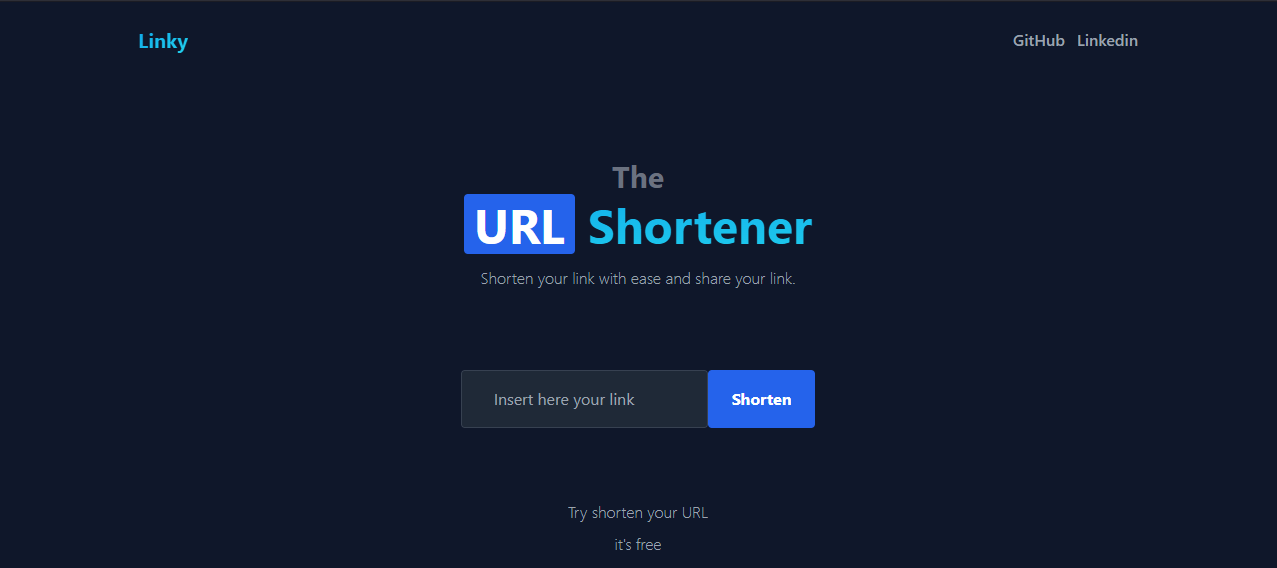 Linky
GitHub Linkedin
The
URL Shortener
Shorten your link with ease and share your link.
Insert here your link
Shorten
Try shorten your URL
it's free